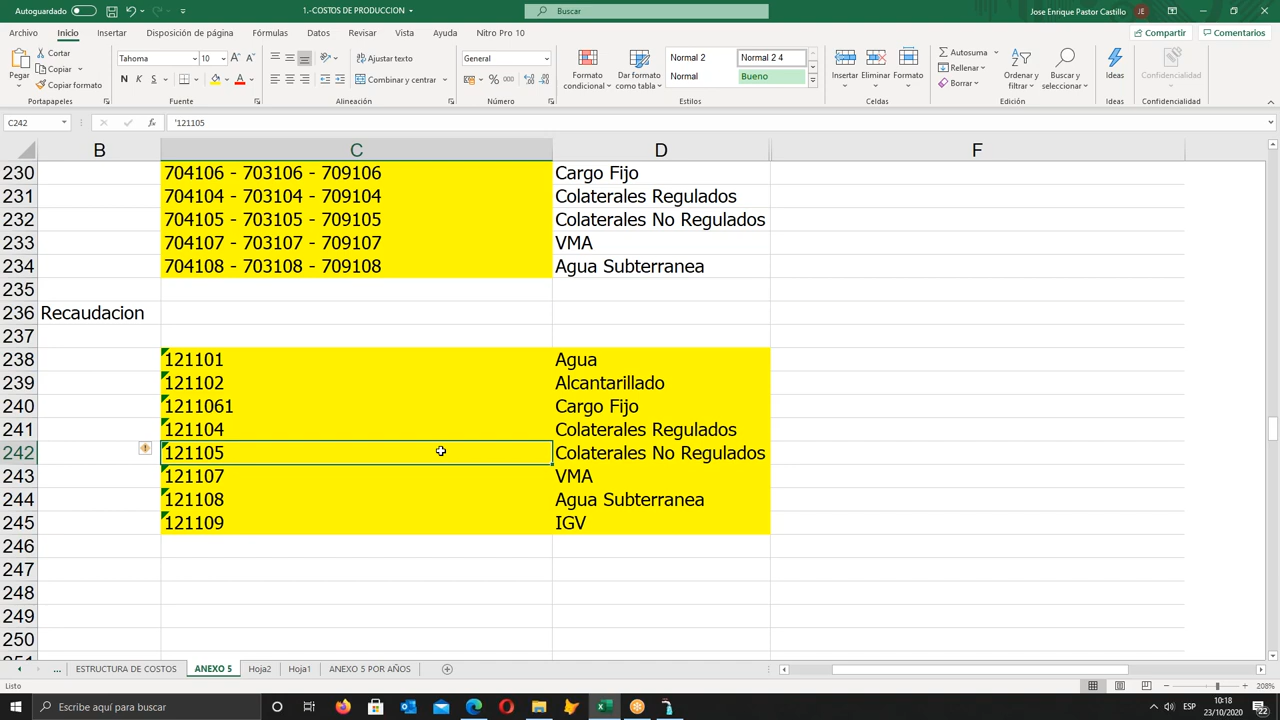 Autoguardado
1.-COSTOS DE PRODUCCION
Buscar
Jose Enrique Pastor Castillo
JE
Archivo
Inicio
Insertar
Disposición de página
Fórmulas
Datos
Revisar
Vista
Ayuda
Nitro Pro 10
Compartir
Comentarios
Pegar
Cortar
Copiar
Copiar formato
Portapapeles
Tahoma
10
N K S
Fuente
Ajustar texto
Combinar y centrar
Alineación
General
% 000
Número
Formato condicional
Dar formato como tabla
Normal 2
Normal 2 4
Normal
Bueno
Estilos
Insertar
Eliminar
Formato
Celdas
Autosuma
Rellenar
Borrar
Ordenar y filtrar
Buscar y seleccionar
Edición
Ideas
Ideas
Confidencialidad
Confidencialidad
C242
fx
'121105
B C D F
230 704106 - 703106 - 709106 Cargo Fijo
231 704104 - 703104 - 709104 Colaterales Regulados
232 704105 - 703105 - 709105 Colaterales No Regulados
233 704107 - 703107 - 709107 VMA
234 704108 - 703108 - 709108 Agua Subterranea
235
236 Recaudacion
237
238 121101 Agua
239 121102 Alcantarillado
240 1211061 Cargo Fijo
241 121104 Colaterales Regulados
242 121105 Colaterales No Regulados
243 121107 VMA
244 121108 Agua Subterranea
245 121109 IGV
246
247
248
249
250
... ESTRUCTURA DE COSTOS ANEXO 5 Hoja2 Hoja1 ANEXO 5 POR AÑOS
Listo
208%
Escribe aquí para buscar
ESP
10:18
23/10/2020
22